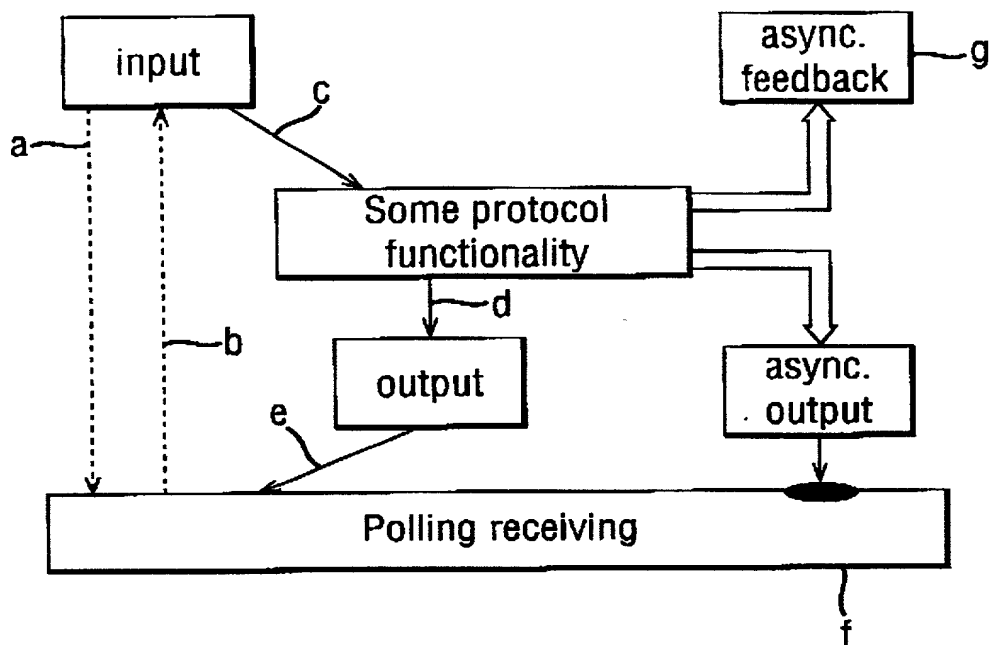 input
async.
feedback
g
c
a
Some protocol
functionality
d
b
output
async.
output
e
Polling receiving
f